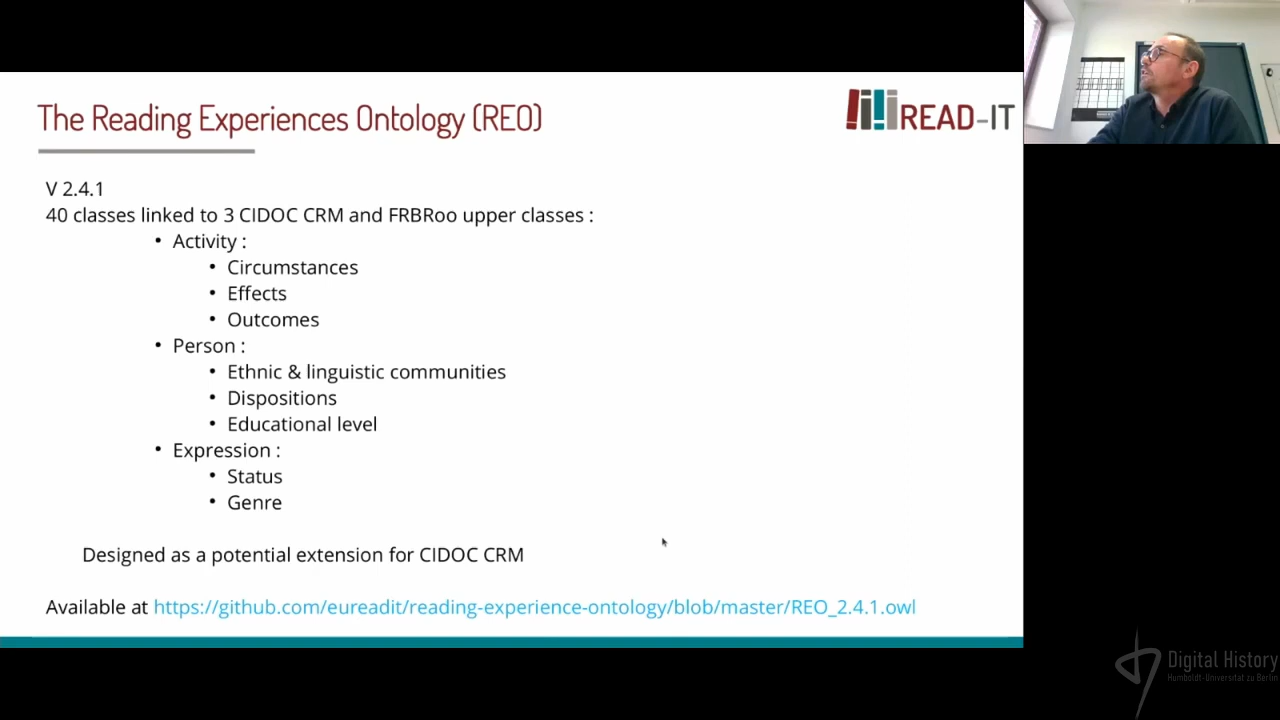 The Reading Experiences Ontology (REO)
READ-IT
V 2.4.1
40 classes linked to 3 CIDOC CRM and FRBRoo upper classes :
• Activity :
• Circumstances
• Effects
• Outcomes
• Person :
• Ethnic & linguistic communities
• Dispositions
• Educational level
• Expression :
• Status
• Genre
Designed as a potential extension for CIDOC CRM
Available at https://github.com/eureadit/reading-experience-ontology/blob/master/REO_2.4.1.owl
Digital History
Humboldt-Universität zu Berlin